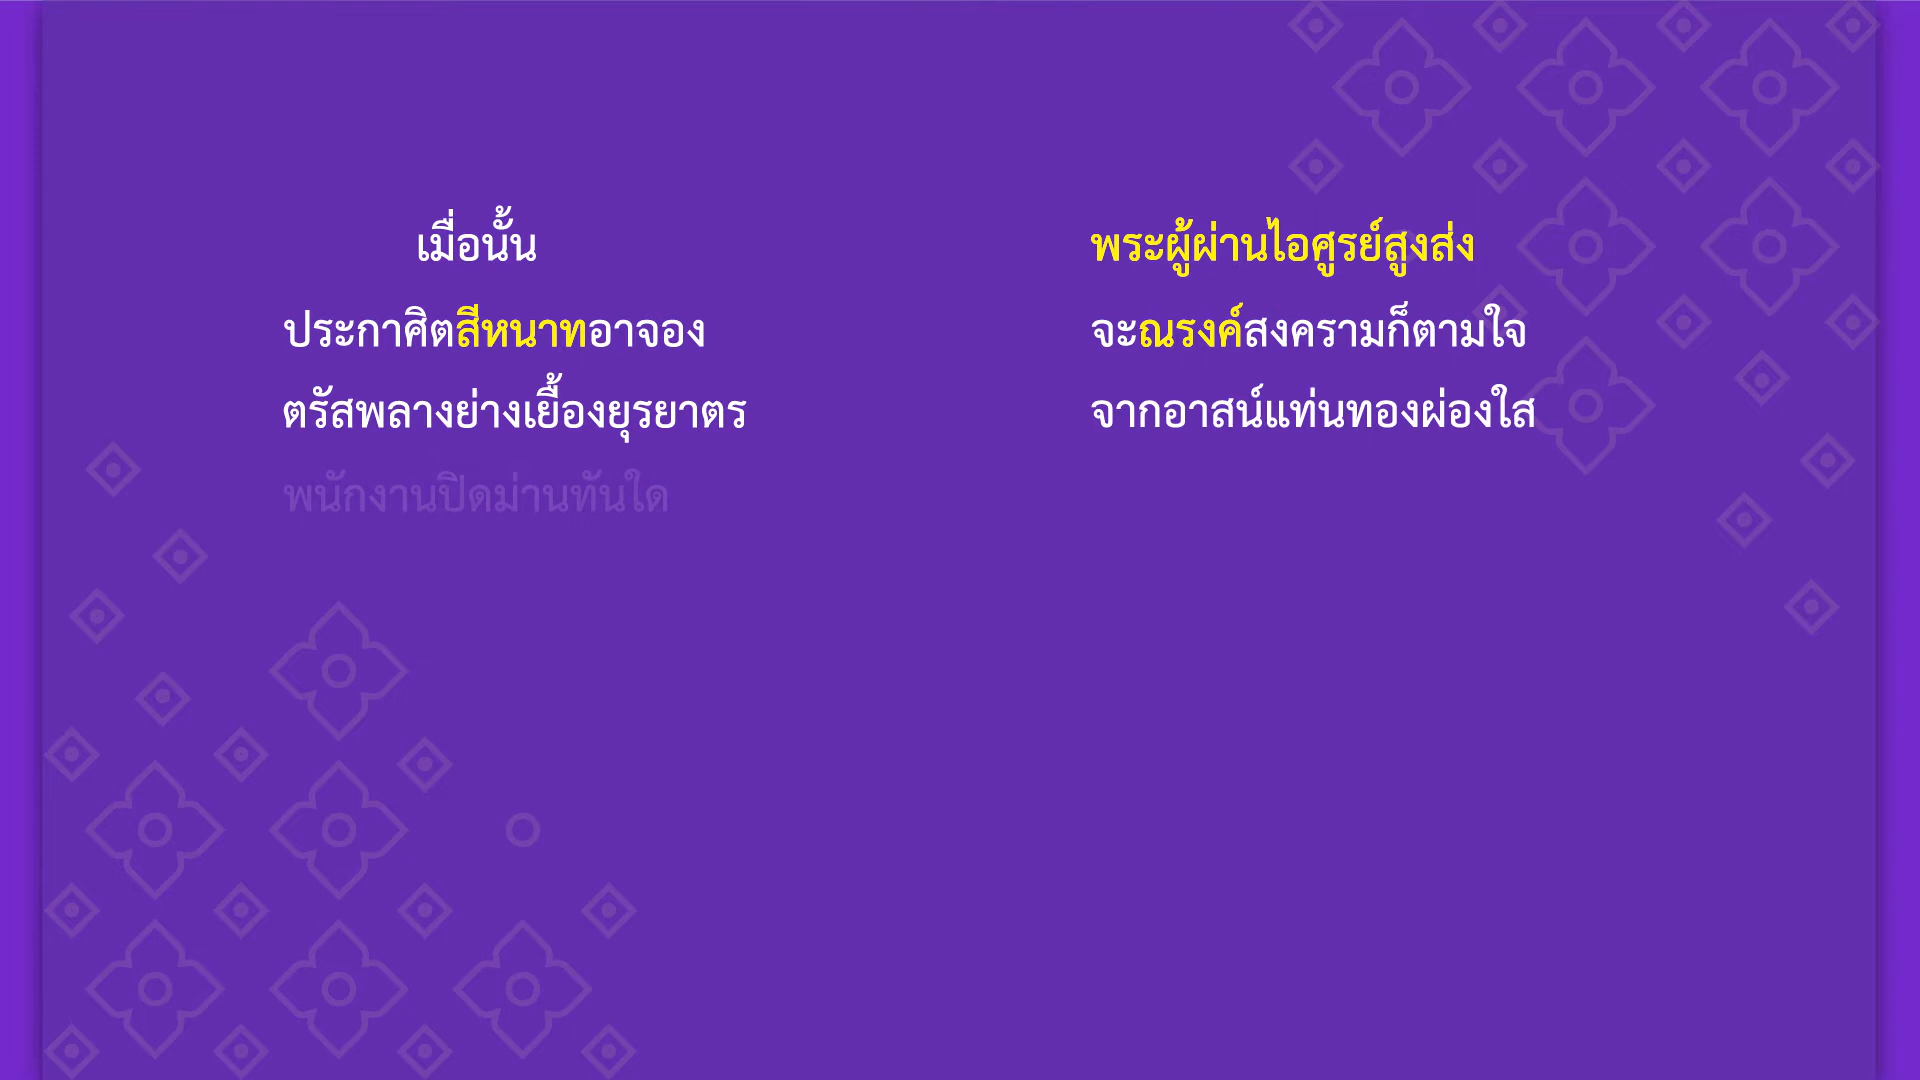 เมื่อนั้น พระผู้ผ่านไอศูรย์สูงส่ง
ประกาศิตสีหนาทอาจอง จะณรงค์สงครามก็ตามใจ
ตรัสพลางย่างเยื้องยุรยาตร จากอาสน์แท่นทองผ่องใส
พนักงานปิดม่านทันใด